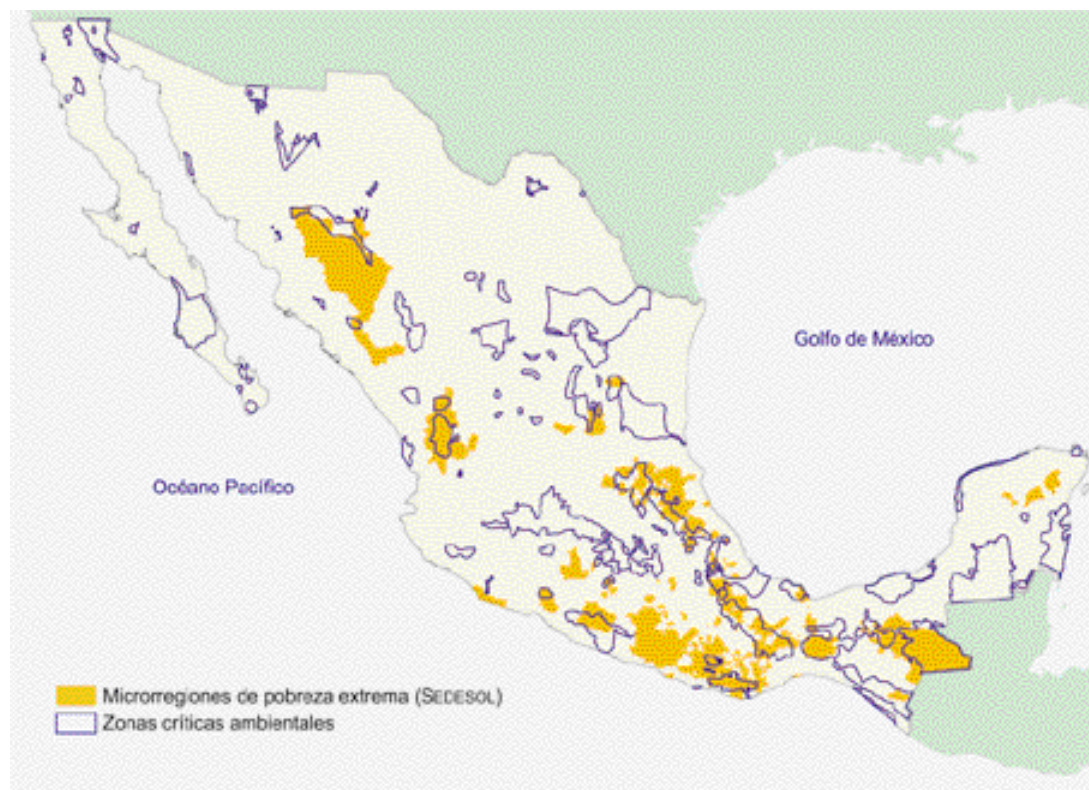 Golfo de México
Océano Pacífico
Microrregiones de pobreza extrema (SEDESOL)
Zonas críticas ambientales